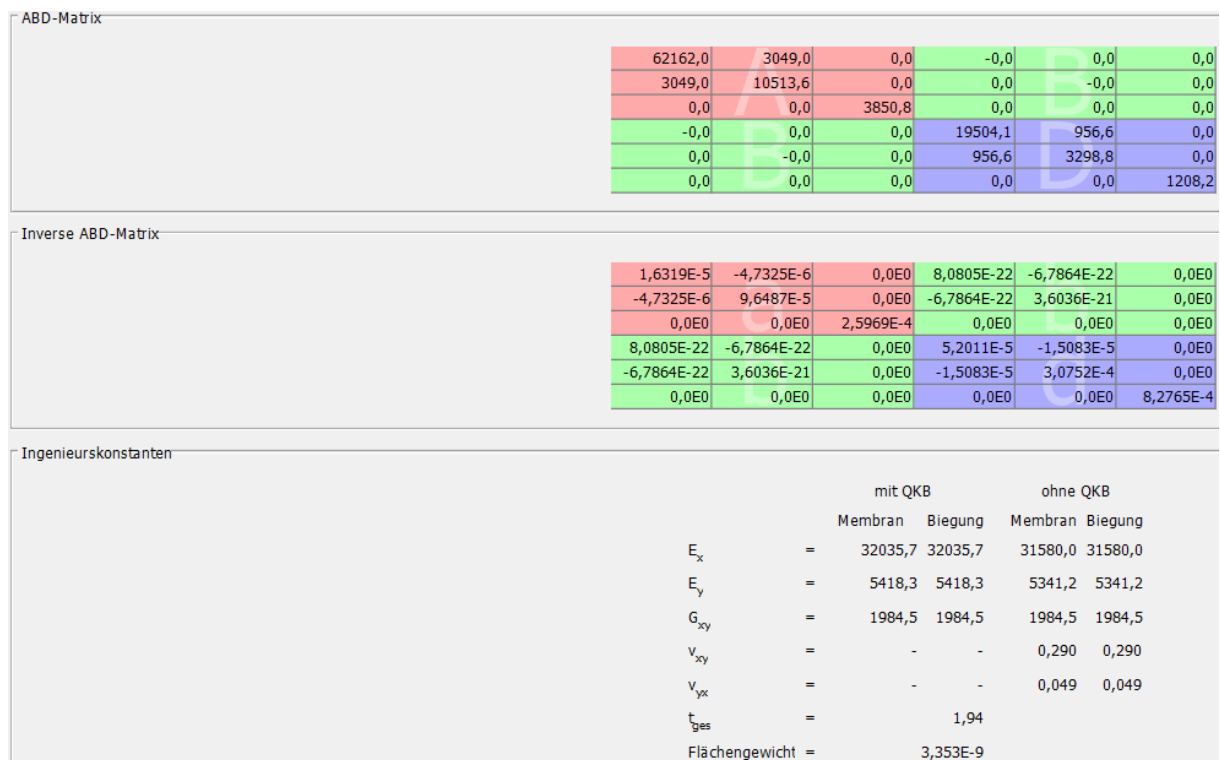 ABD-Matrix
62162,0 3049,0 0,0 -0,0 0,0 0,0
3049,0 10513,6 0,0 0,0 -0,0 0,0
0,0 0,0 3850,8 0,0 0,0 0,0
-0,0 0,0 0,0 19504,1 956,6 0,0
0,0 -0,0 0,0 956,6 3298,8 0,0
0,0 0,0 0,0 0,0 0,0 1208,2
A B
B D
Inverse ABD-Matrix
1,6319E-5 -4,7325E-6 0,0E0 8,0805E-22 -6,7864E-22 0,0E0
-4,7325E-6 9,6487E-5 0,0E0 -6,7864E-22 3,6036E-21 0,0E0
0,0E0 0,0E0 2,5969E-4 0,0E0 0,0E0 0,0E0
8,0805E-22 -6,7864E-22 0,0E0 5,2011E-5 -1,5083E-5 0,0E0
-6,7864E-22 3,6036E-21 0,0E0 -1,5083E-5 3,0752E-4 0,0E0
0,0E0 0,0E0 0,0E0 0,0E0 0,0E0 8,2765E-4
a b
b d
Ingenieurskonstanten
mit QKB ohne QKB
Membran Biegung Membran Biegung
Ex = 32035,7 32035,7 31580,0 31580,0
Ey = 5418,3 5418,3 5341,2 5341,2
Gxy = 1984,5 1984,5 1984,5 1984,5
vxy = - - 0,290 0,290
vyx = - - 0,049 0,049
tges = 1,94
Flächengewicht = 3,353E-9